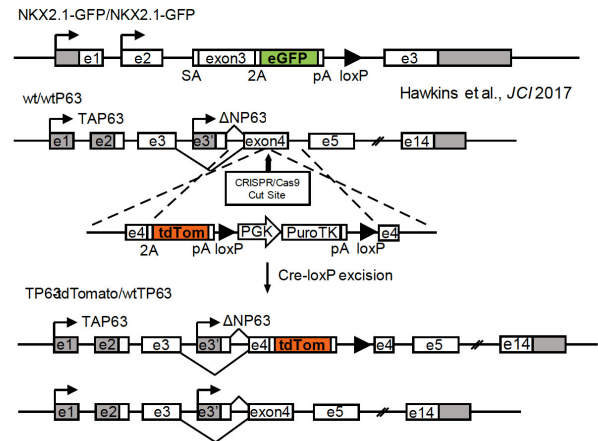 NKX2.1-GFP/NKX2.1-GFP
e1 e2 exon3 eGFP e3
SA 2A pA loxP
Hawkins et al., JCI 2017
wt/wtP63
TAP63 ΔNP63
e1 e2 e3 e3' exon4 e5 e14
CRISPR/Cas9
Cut Site
e4 tdTom PGK PuroTK e4
2A pA loxP pA loxP
Cre-loxP excision
TP63tdTomato/wtTP63
TAP63 ΔNP63
e1 e2 e3 e3' e4 tdTom e4 e5 e14
e1 e2 e3 e3' exon4 e5 e14